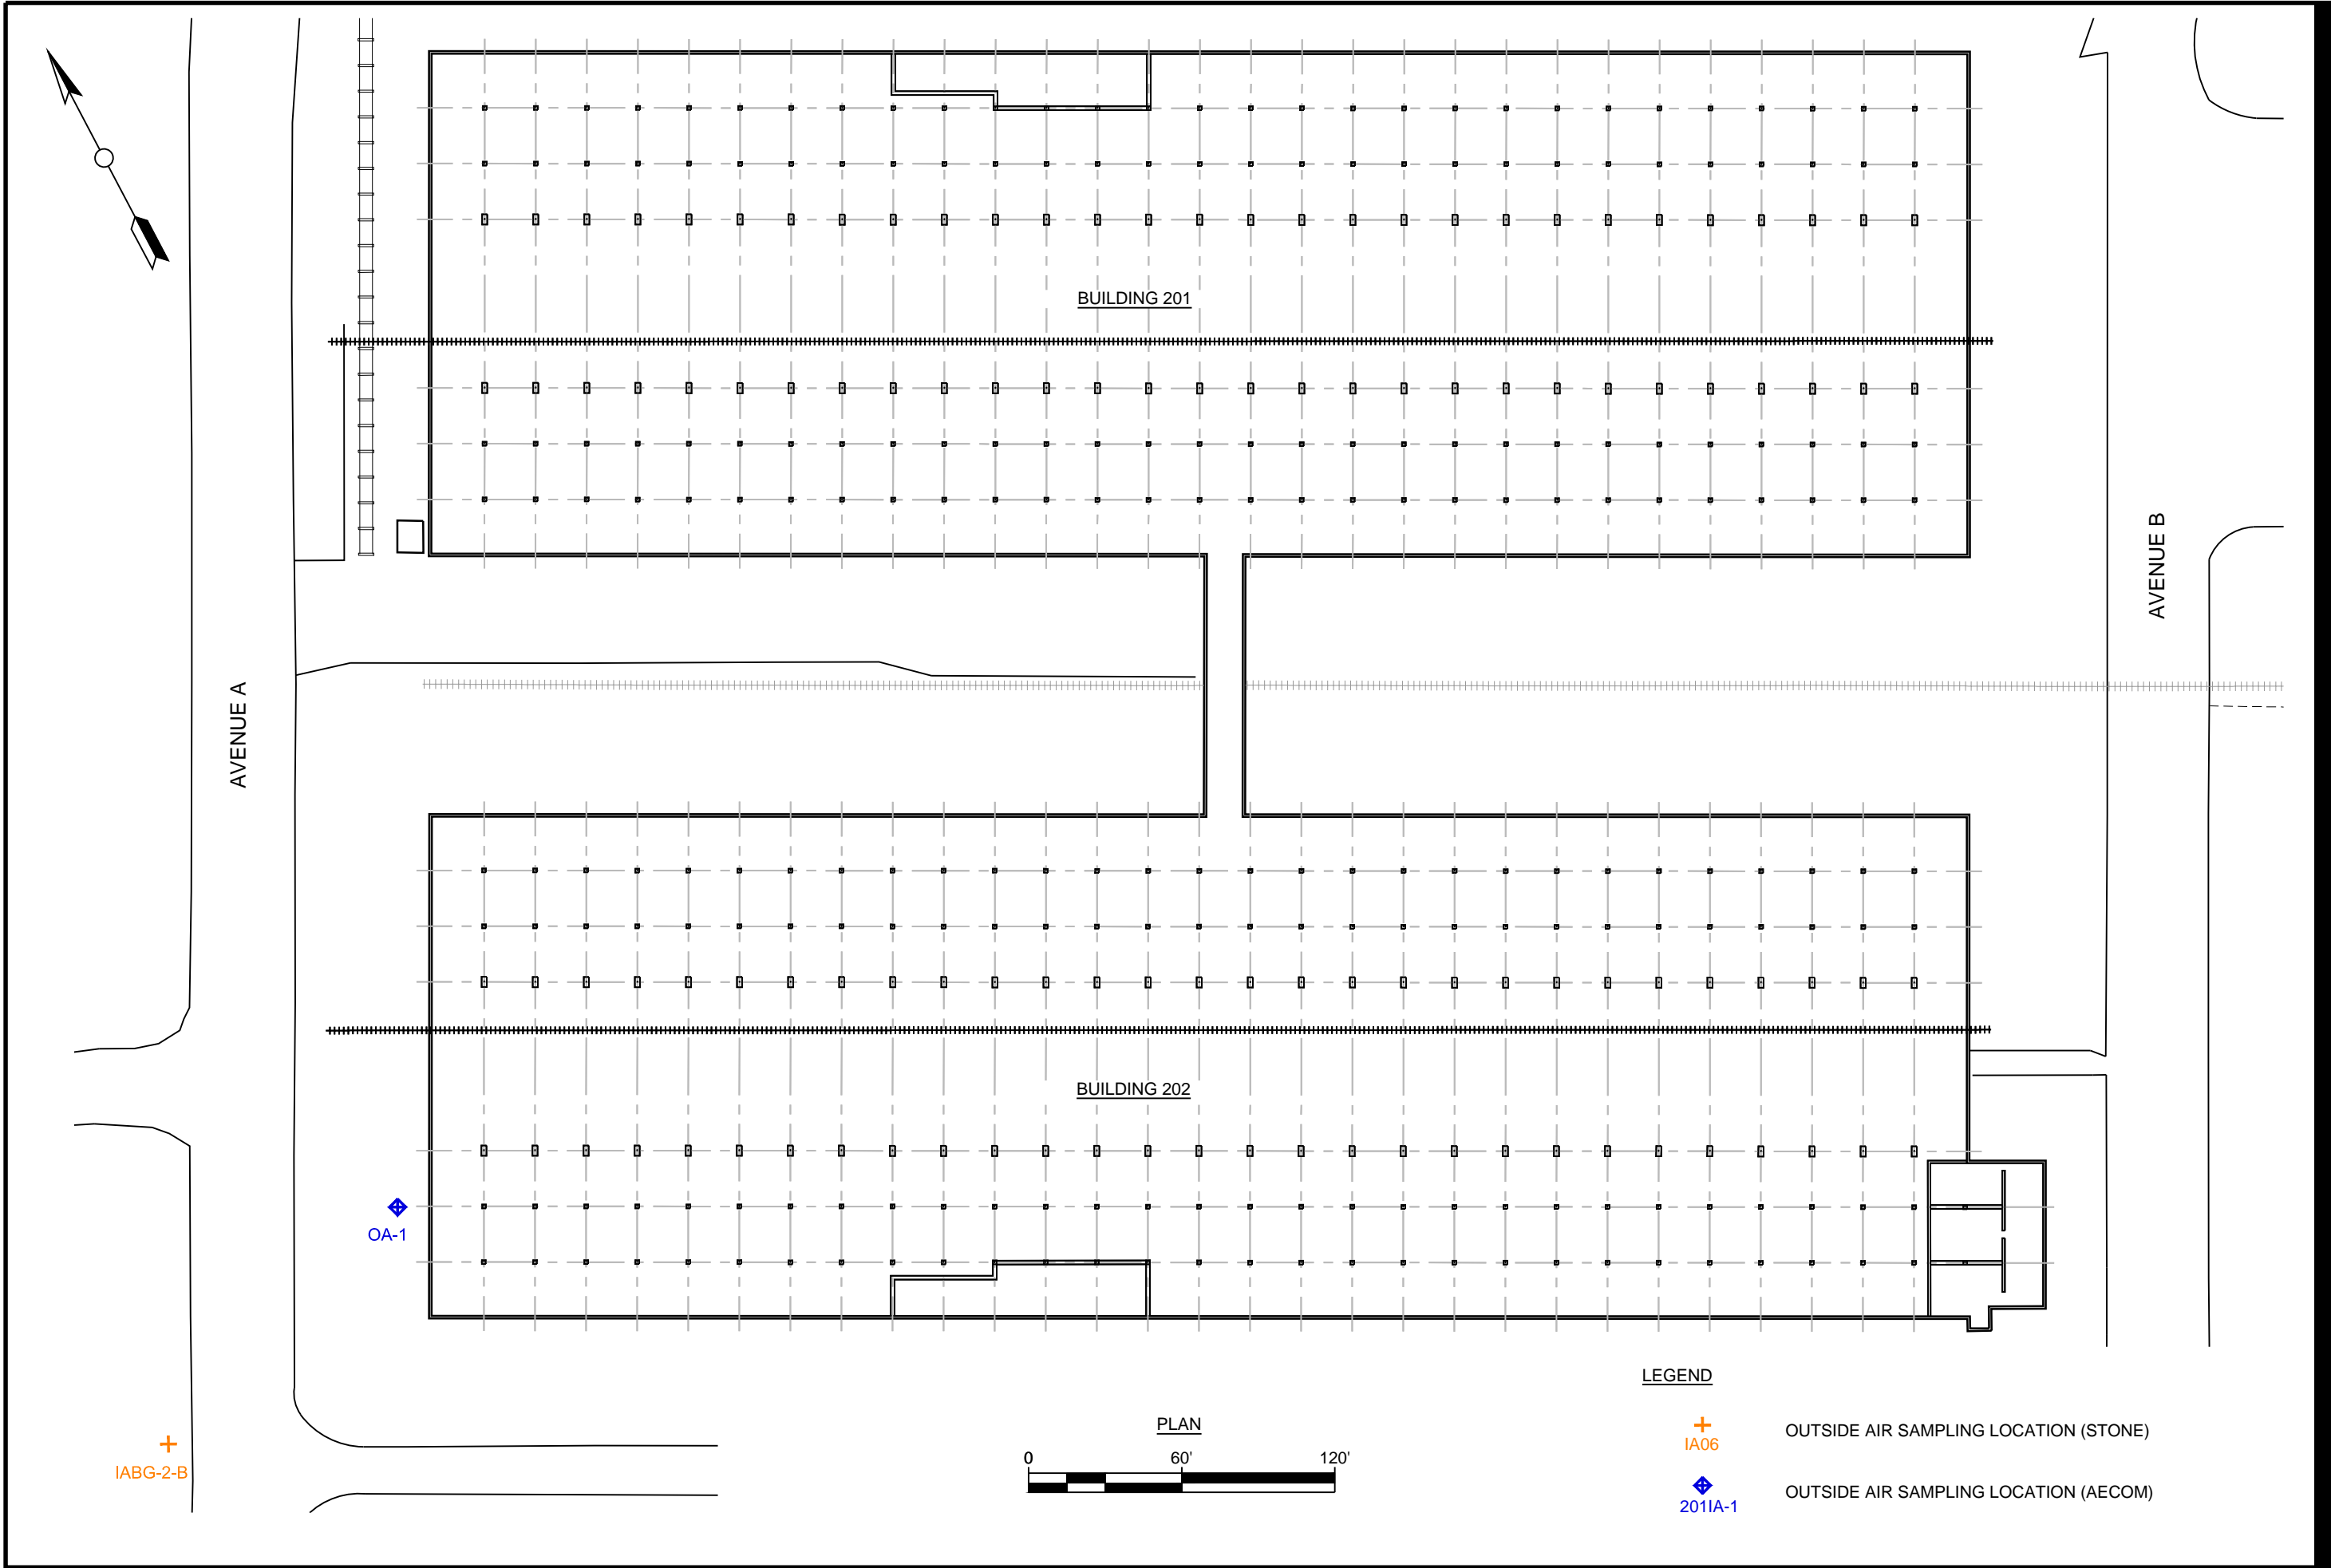 BUILDING 201
AVENUE B
AVENUE A
BUILDING 202
OA-1
LEGEND
PLAN
0 60' 120'
IA06
OUTSIDE AIR SAMPLING LOCATION (STONE)
IABG-2-B
201IA-1
OUTSIDE AIR SAMPLING LOCATION (AECOM)